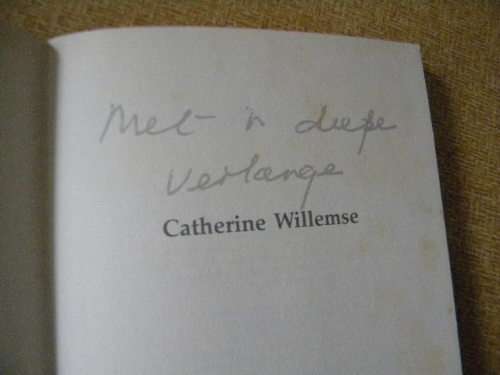 Met 'n diepe
verlange
Catherine Willemse